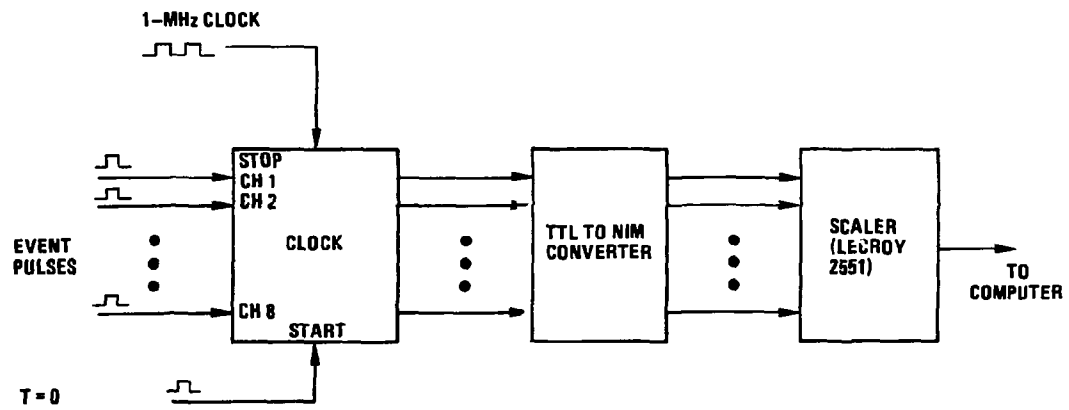 1-MHz CLOCK
STOP
CH 1
CH 2
CLOCK
CH 8
START
EVENT
PULSES
T = 0
TTL TO NIM
CONVERTER
SCALER
(LECROY
2551)
TO
COMPUTER